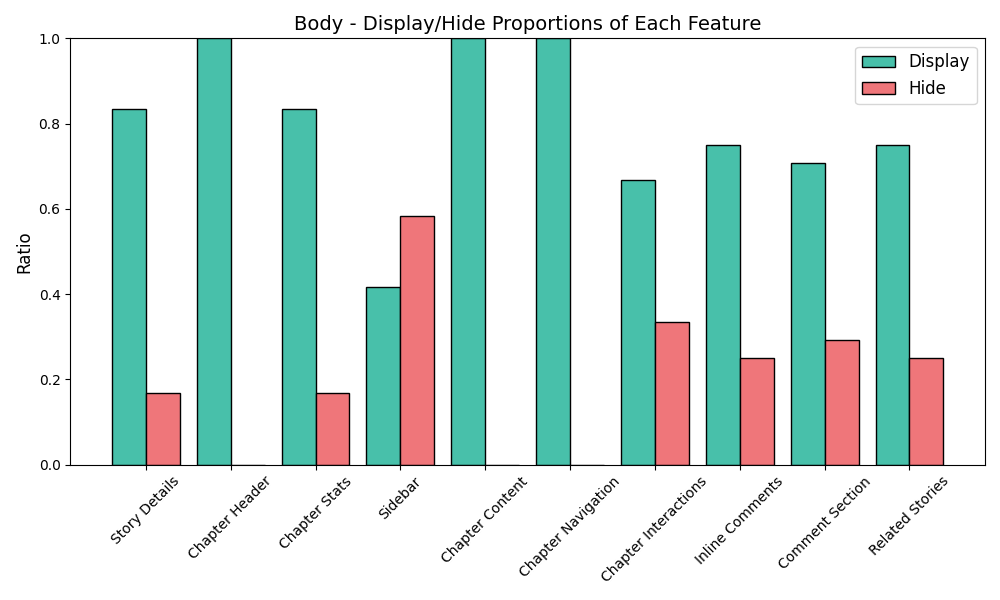 Body - Display/Hide Proportions of Each Feature
Display
Hide
Ratio
1.0
0.8
0.6
0.4
0.2
0.0
Story Details
Chapter Header
Chapter Stats
Sidebar
Chapter Content
Chapter Navigation
Chapter Interactions
Inline Comments
Comment Section
Related Stories